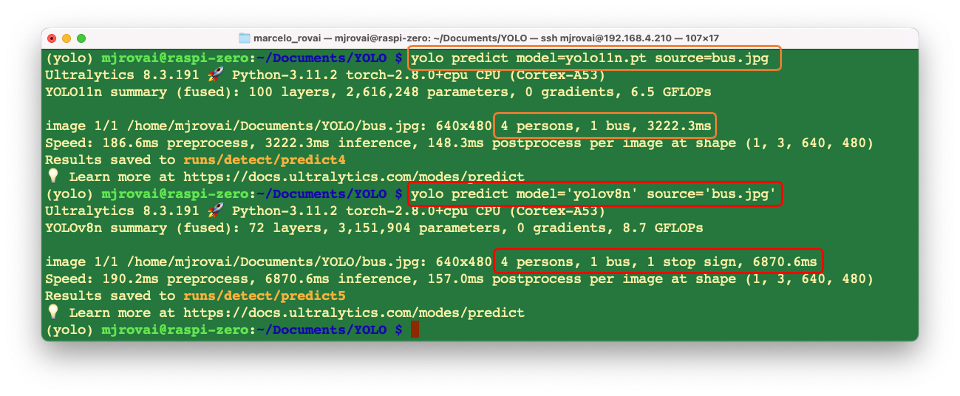 marcelo_rovai — mjrovai@raspi-zero: ~/Documents/YOLO — ssh mjrovai@192.168.4.210 — 107×17
(yolo) mjrovai@raspi-zero:~/Documents/YOLO $ yolo predict model=yolo11n.pt source=bus.jpg
Ultralytics 8.3.191 🚀 Python-3.11.2 torch-2.8.0+cpu CPU (Cortex-A53)
YOLO11n summary (fused): 100 layers, 2,616,248 parameters, 0 gradients, 6.5 GFLOPs
image 1/1 /home/mjrovai/Documents/YOLO/bus.jpg: 640x480 4 persons, 1 bus, 3222.3ms
Speed: 186.6ms preprocess, 3222.3ms inference, 148.3ms postprocess per image at shape (1, 3, 640, 480)
Results saved to runs/detect/predict4
💡 Learn more at https://docs.ultralytics.com/modes/predict
(yolo) mjrovai@raspi-zero:~/Documents/YOLO $ yolo predict model='yolov8n' source='bus.jpg'
Ultralytics 8.3.191 🚀 Python-3.11.2 torch-2.8.0+cpu CPU (Cortex-A53)
YOLOv8n summary (fused): 72 layers, 3,151,904 parameters, 0 gradients, 8.7 GFLOPs
image 1/1 /home/mjrovai/Documents/YOLO/bus.jpg: 640x480 4 persons, 1 bus, 1 stop sign, 6870.6ms
Speed: 190.2ms preprocess, 6870.6ms inference, 157.0ms postprocess per image at shape (1, 3, 640, 480)
Results saved to runs/detect/predict5
💡 Learn more at https://docs.ultralytics.com/modes/predict
(yolo) mjrovai@raspi-zero:~/Documents/YOLO $